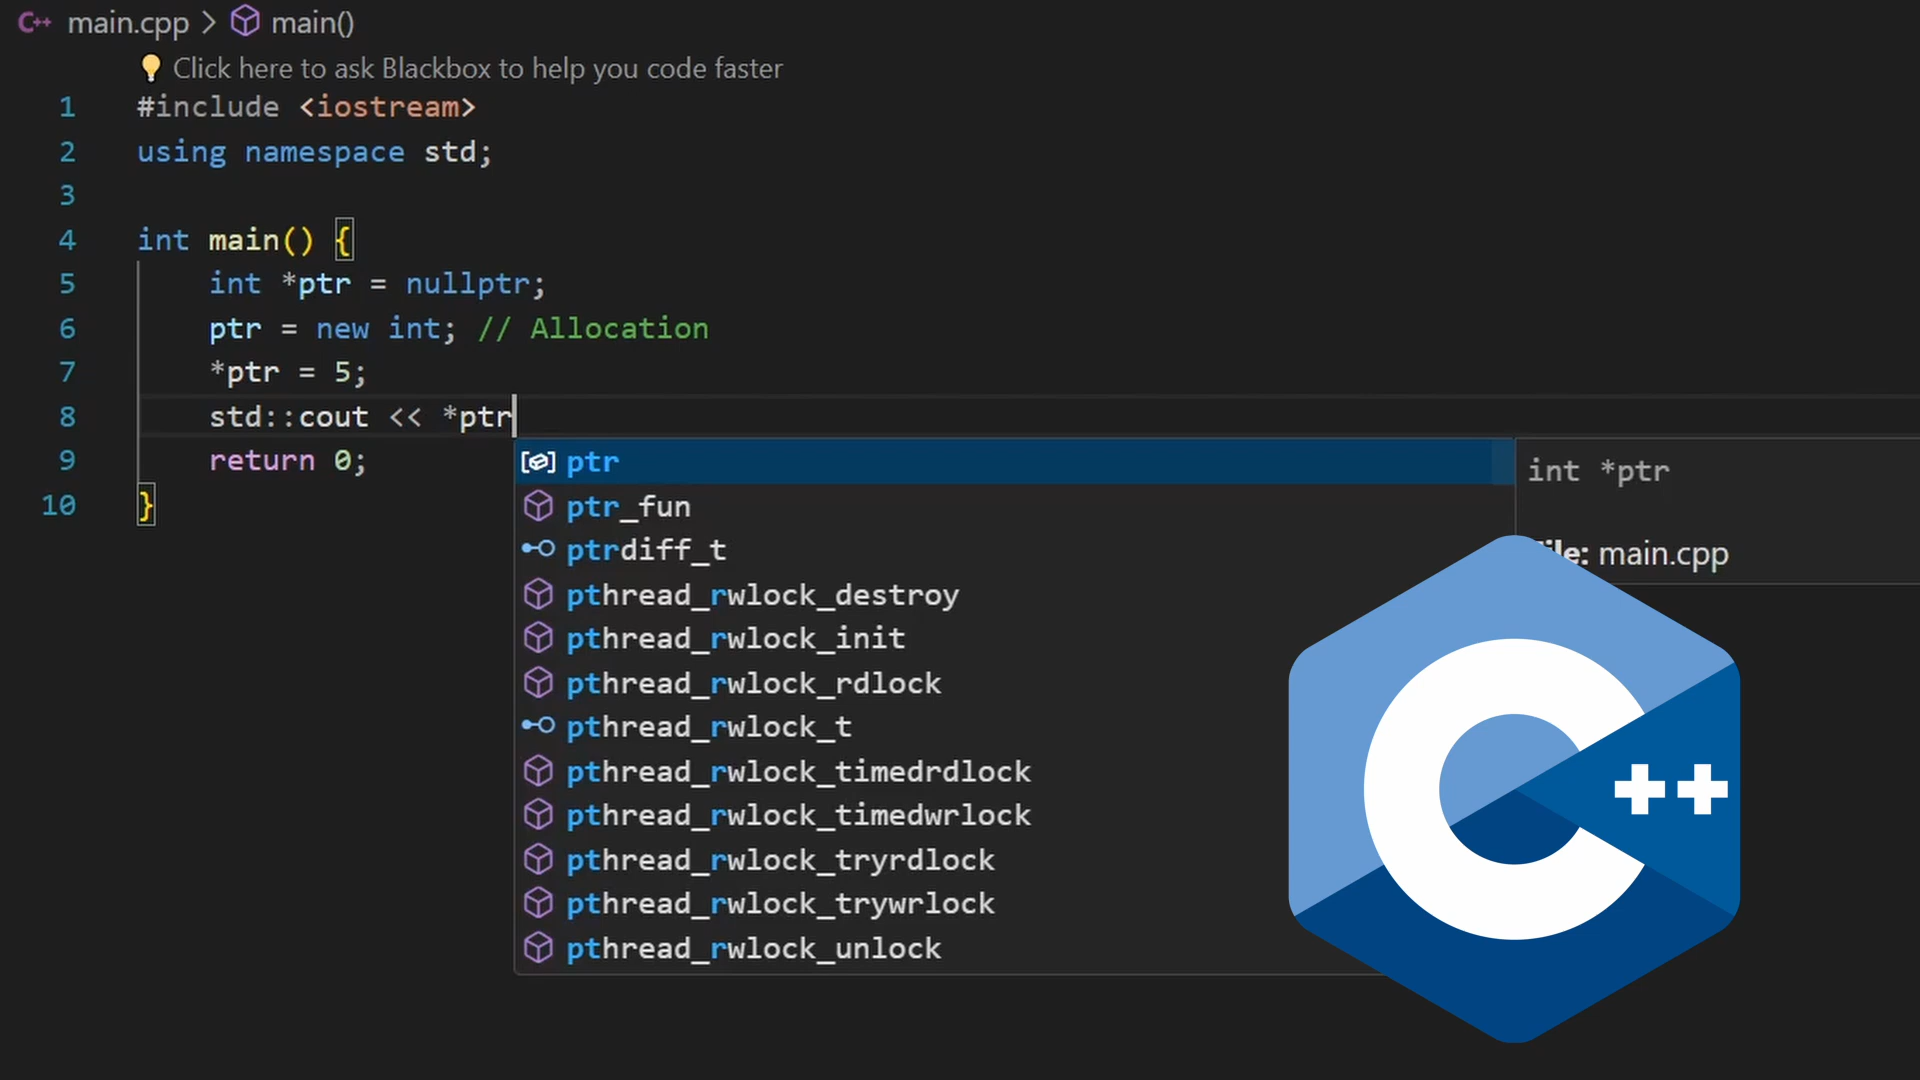 C++ main.cpp > main()
Click here to ask Blackbox to help you code faster
1 #include <iostream>
2 using namespace std;
3
4 int main() {
5 int *ptr = nullptr;
6 ptr = new int; // Allocation
7 *ptr = 5;
8 std::cout << *ptr
9 return 0;
10 }
ptr
ptr_fun
ptrdiff_t
pthread_rwlock_destroy
pthread_rwlock_init
pthread_rwlock_rdlock
pthread_rwlock_t
pthread_rwlock_timedrdlock
pthread_rwlock_timedwrlock
pthread_rwlock_tryrdlock
pthread_rwlock_trywrlock
pthread_rwlock_unlock
int *ptr
main.cpp
C++